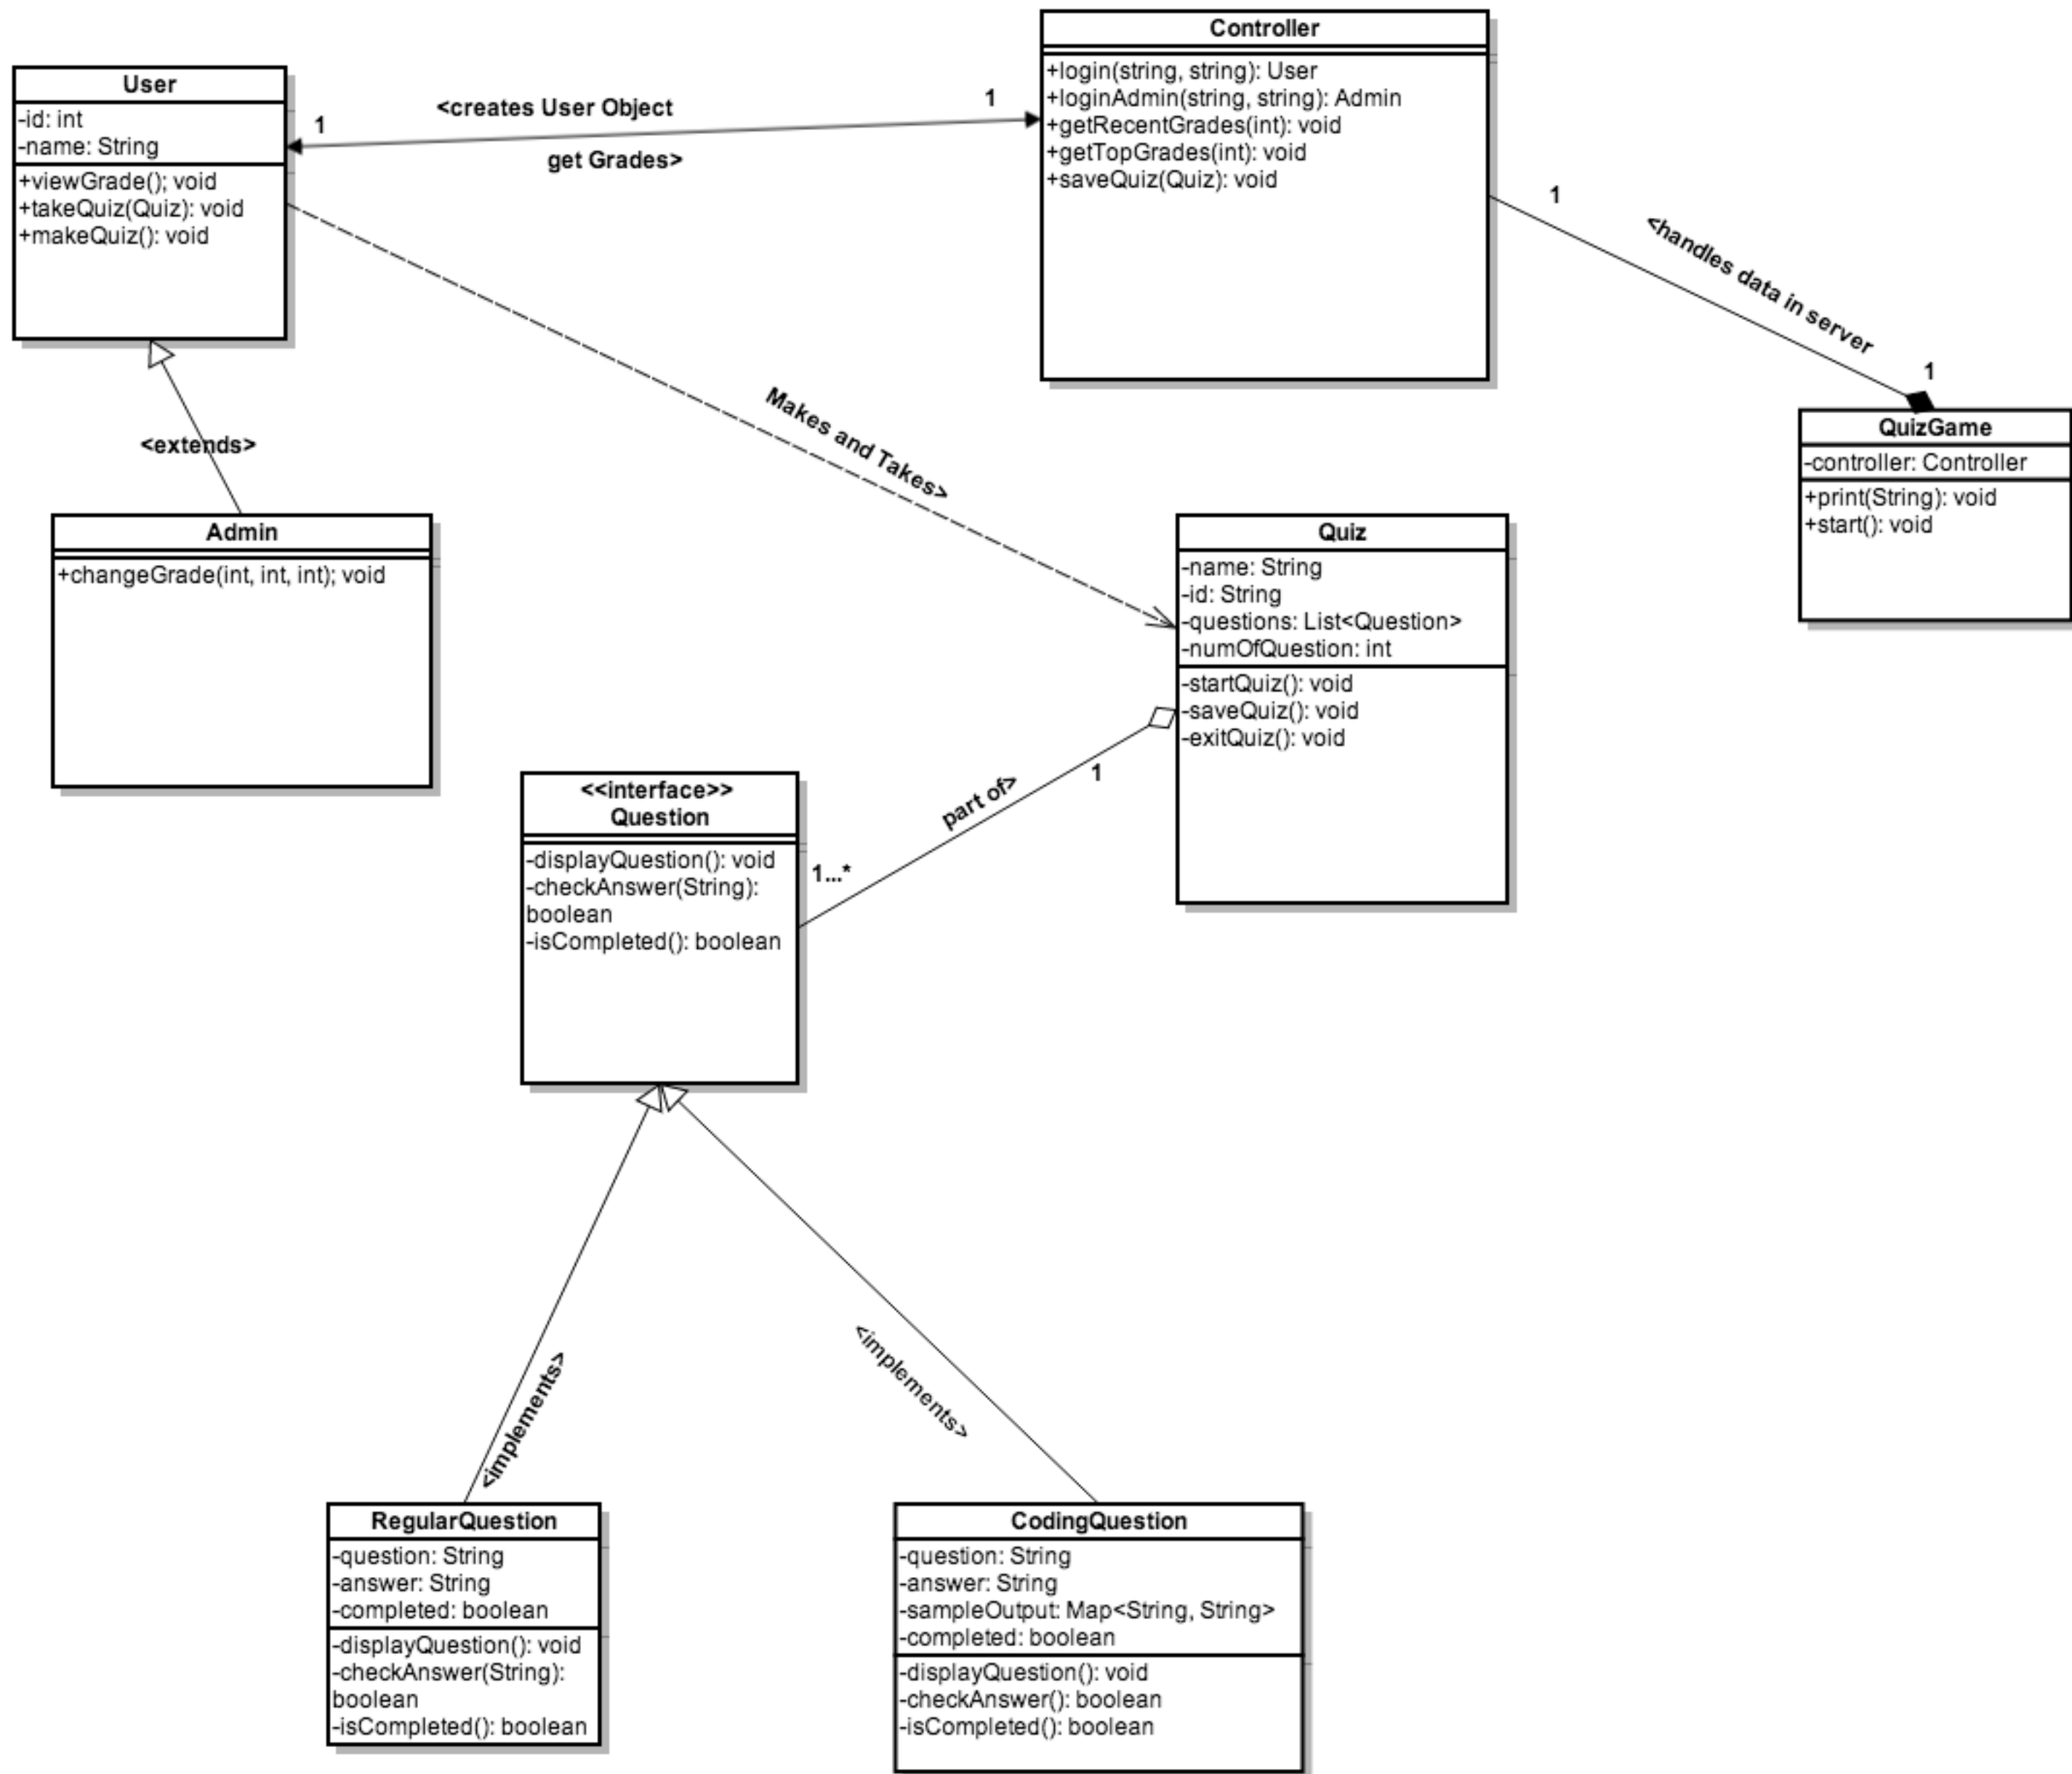 User
-id: int
-name: String
+viewGrade(); void
+takeQuiz(Quiz): void
+makeQuiz(): void
1
<creates User Object
get Grades>
1
Controller
+login(string, string): User
+loginAdmin(string, string): Admin
+getRecentGrades(int): void
+getTopGrades(int): void
+saveQuiz(Quiz): void
1
<handles data in server
1
QuizGame
-controller: Controller
+print(String): void
+start(): void
<extends>
Admin
+changeGrade(int, int, int); void
Makes and Takes>
Quiz
-name: String
-id: String
-questions: List<Question>
-numOfQuestion: int
-startQuiz(): void
-saveQuiz(): void
-exitQuiz(): void
1
part of>
1...*
<<interface>>
Question
-displayQuestion(): void
-checkAnswer(String):
boolean
-isCompleted(): boolean
<implements>
<implements>
RegularQuestion
-question: String
-answer: String
-completed: boolean
-displayQuestion(): void
-checkAnswer(String):
boolean
-isCompleted(): boolean
CodingQuestion
-question: String
-answer: String
-sampleOutput: Map<String, String>
-completed: boolean
-displayQuestion(): void
-checkAnswer(): boolean
-isCompleted(): boolean